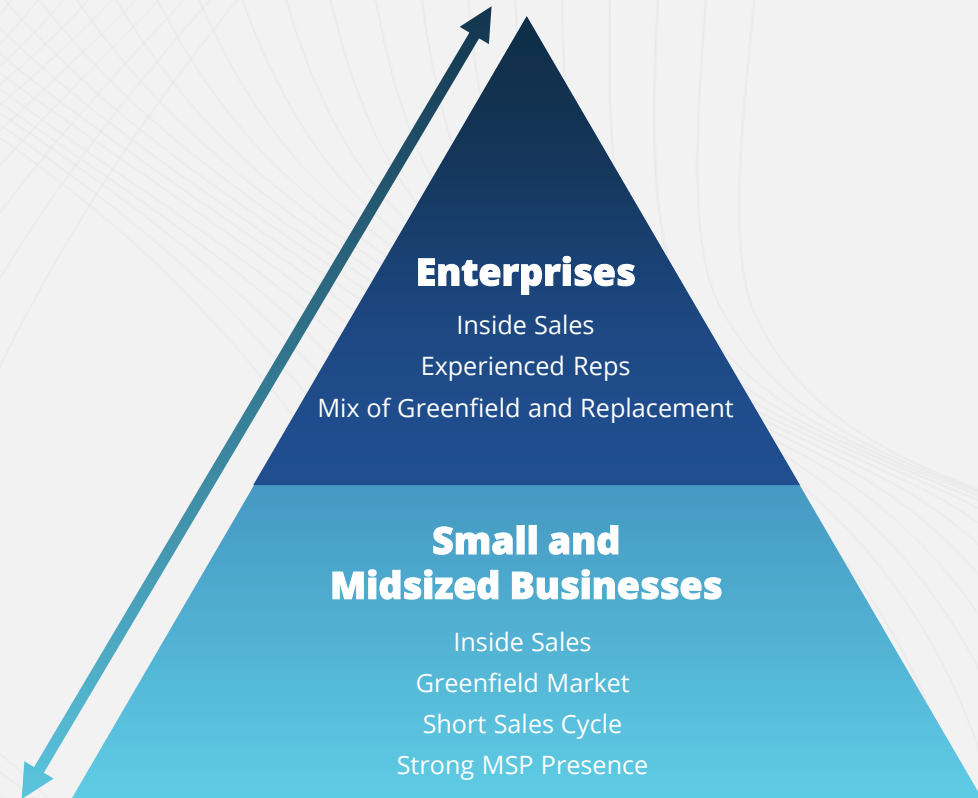 Enterprises
Inside Sales
Experienced Reps
Mix of Greenfield and Replacement
Small and
Midsized Businesses
Inside Sales
Greenfield Market
Short Sales Cycle
Strong MSP Presence